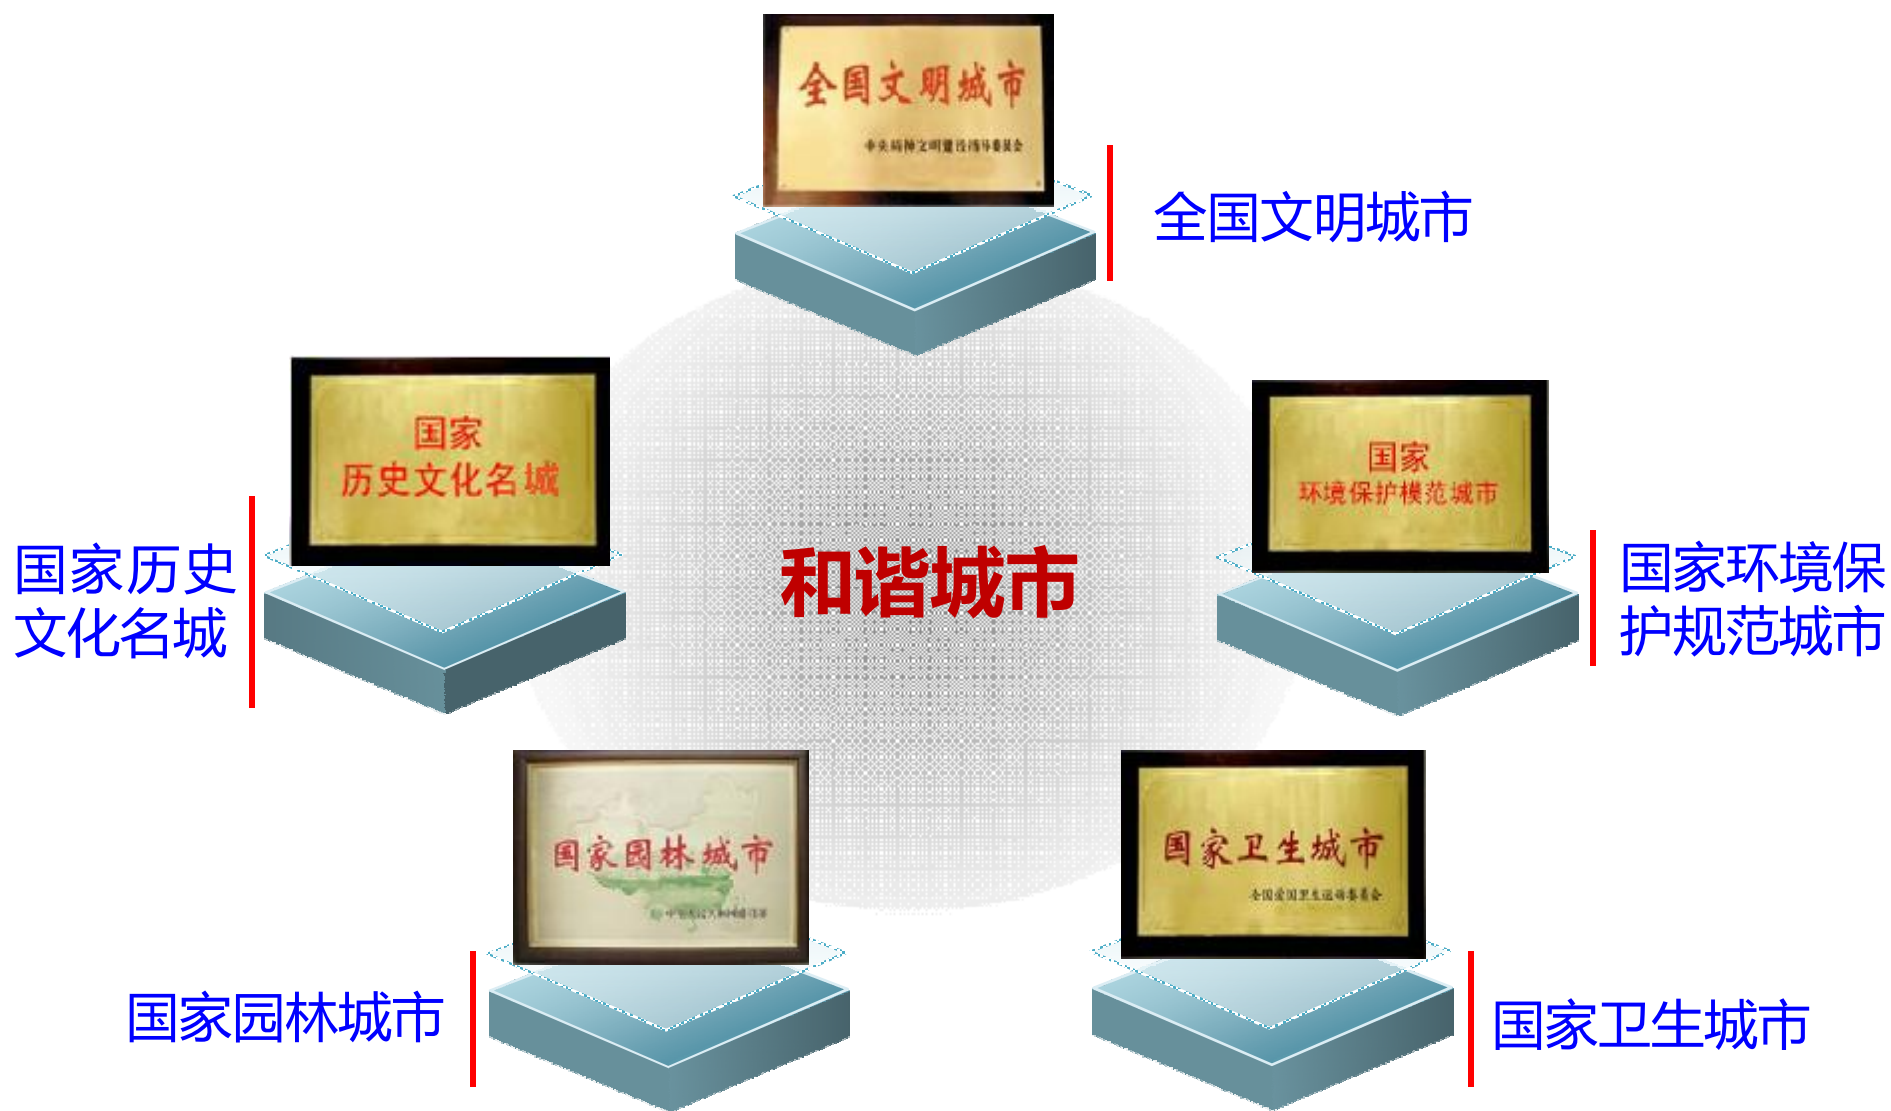 全国文明城市
中央精神文明建设指导委员会
全国文明城市
国家
历史文化名城
国家历史
文化名城
国家
环境保护模范城市
国家环境保
护规范城市
和谐城市
国家园林城市
国家园林城市
国家卫生城市
全国爱国卫生运动委员会
国家卫生城市